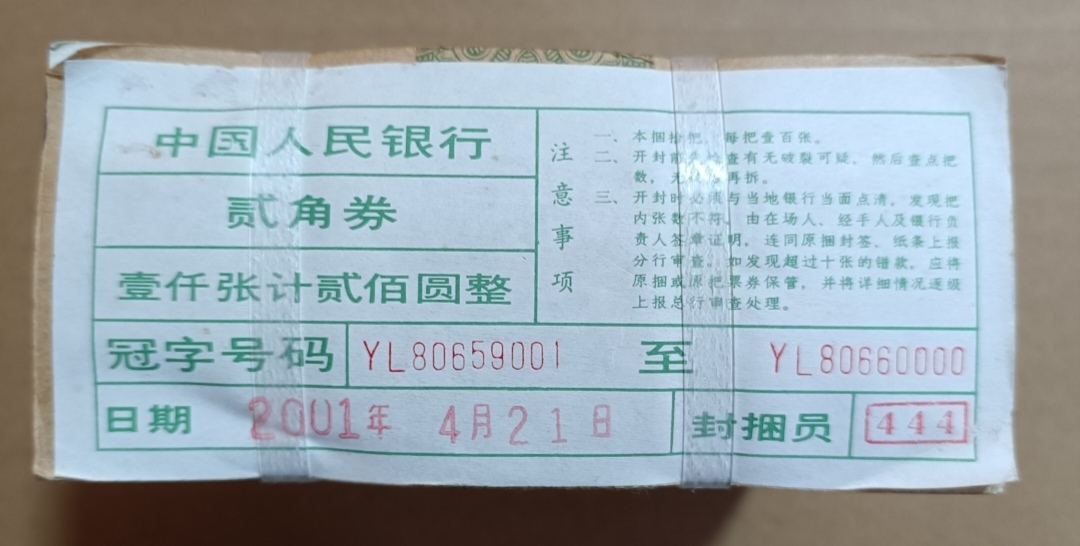 中国人民银行
贰角券
壹仟张计贰佰圆整
注意事项
一、本捆拾把，每把壹百张。
二、开封前 检查有无破裂可疑，然后查点把
数，无 再拆。
三、开封时必须与当地银行当面点清，发现把
内张数不符，由在场人、经手人及银行负
责人签章证明，连同原捆封签、纸条上报
分行审查。如发现超过十张的错款，应将
原捆或原把票券保管，并将详细情况逐级
上报总行审查处理。
冠字号码 YL80659001 至 YL80660000
日期 2001年 4月21日 封捆员 444